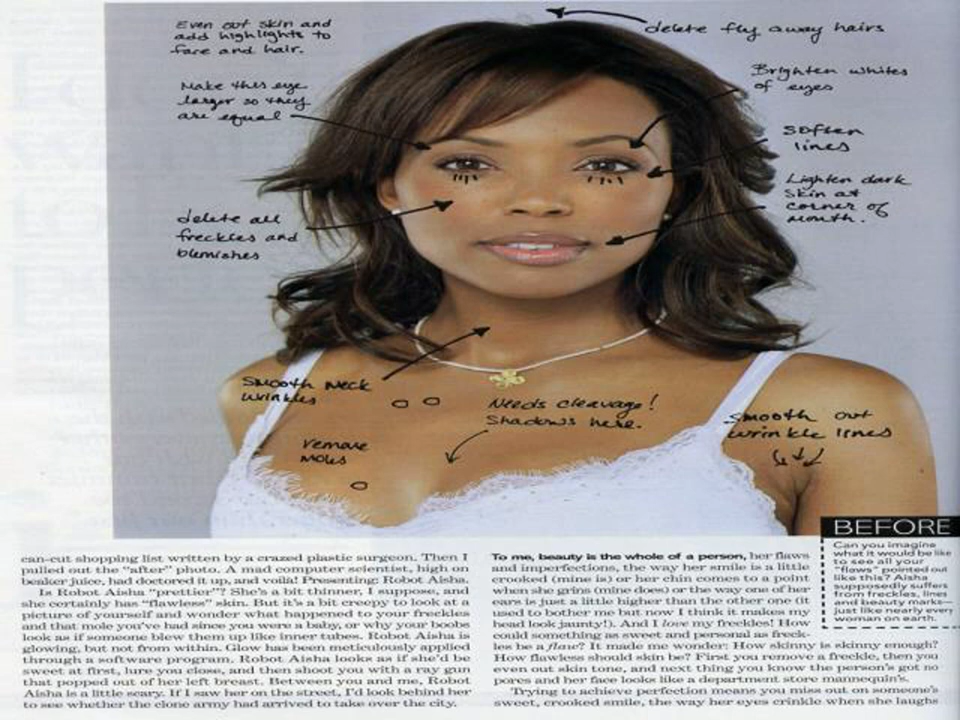 Even out skin and
add highlights to
face and hair.
delete fly away hairs
Make this eye
larger so they
are equal
Brighten whites
of eyes
soften
lines
Lighten dark
skin at
corner of
mouth.
delete all
freckles and
blemishes
smooth neck
wrinkles
Needs cleavage!
Shadows here.
remove
moles
smooth out
wrinkle lines
BEFORE
Can you imagine
what it would be like
to see all your
"flaws" pointed out
like this? Aisha
supposedly suffers
from freckles, lines
and beauty marks—
just like nearly every
woman on earth.
can-cut shopping list written by a crazed plastic surgeon. Then I
pulled out the "after" photo. A mad computer scientist, high on
beaker juice, had doctored it up, and voilà! Presenting: Robot Aisha.
Is Robot Aisha "prettier"? She's a bit thinner, I suppose, and
she certainly has "flawless" skin. But it's a bit creepy to look at a
picture of yourself and wonder what happened to your freckles
and that mole you've had since you were a baby, or why your boobs
look as if someone blew them up like inner tubes. Robot Aisha is
glowing, but not from within. Glow has been meticulously applied
through a software program. Robot Aisha looks as if she'd be
sweet at first, lure you close, and then shoot you with a ray gun
that popped out of her left breast. Between you and me, Robot
Aisha is a little scary. If I saw her on the street, I'd look behind her
to see whether the clone army had arrived to take over the city.
To me, beauty is the whole of a person, her flaws
and imperfections, the way her smile is a little
crooked (mine is) or her chin comes to a point
when she grins (mine does) or the way one of her
ears is just a little higher than the other one (it
used to bother me but now I think it makes my
head look jaunty!). And I love my freckles! How
could something as sweet and personal as freck-
les be a flaw? It made me wonder: How skinny is skinny enough?
How flawless should skin be? First you remove a freckle, then you
even out skin tone, and next thing you know the person's got no
pores and her face looks like a department store mannequin's.
Trying to achieve perfection means you miss out on someone's
sweet, crooked smile, the way her eyes crinkle when she laughs